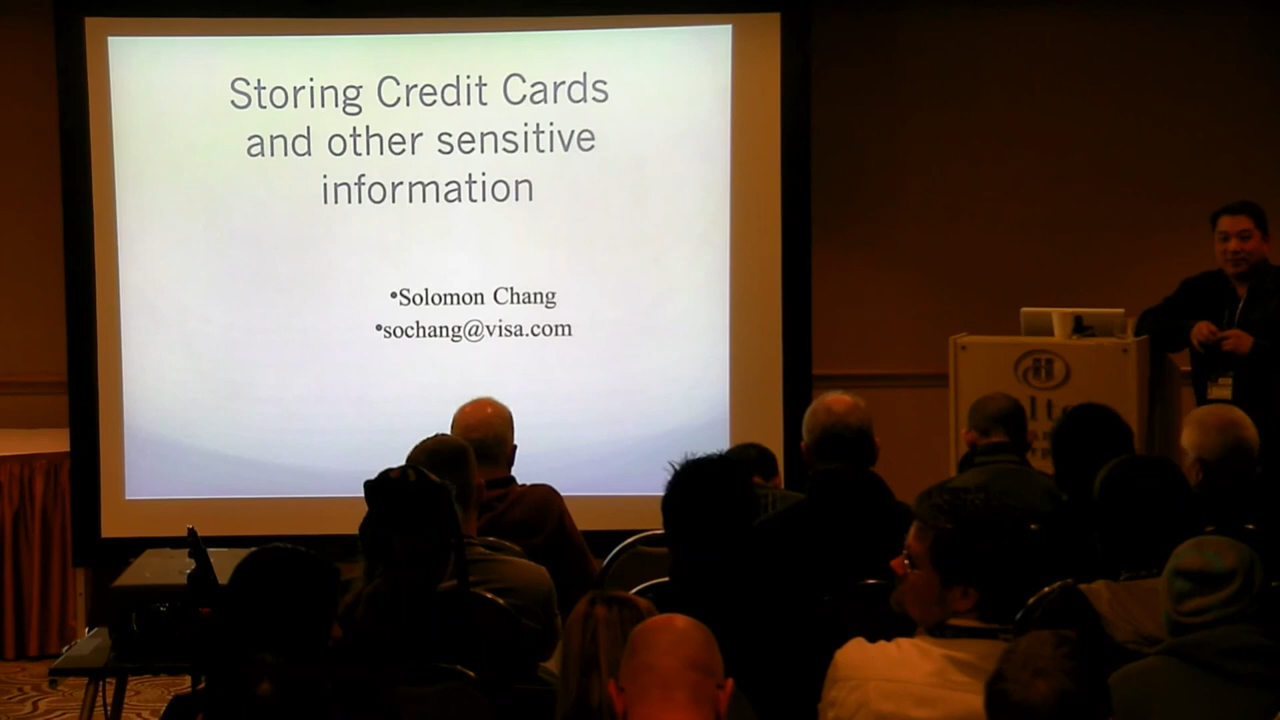 Storing Credit Cards
and other sensitive
information
•Solomon Chang
•sochang@visa.com